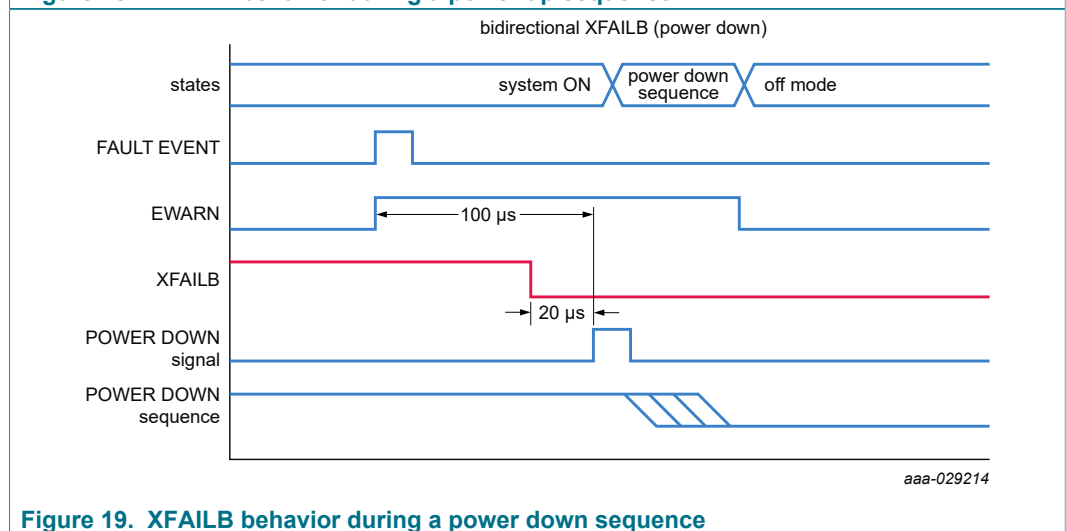 bidirectional XFAILB (power down)
states
system ON
power down
sequence
off mode
FAULT EVENT
EWARN
100 µs
XFAILB
20 µs
POWER DOWN
signal
POWER DOWN
sequence
aaa-029214
Figure 19. XFAILB behavior during a power down sequence